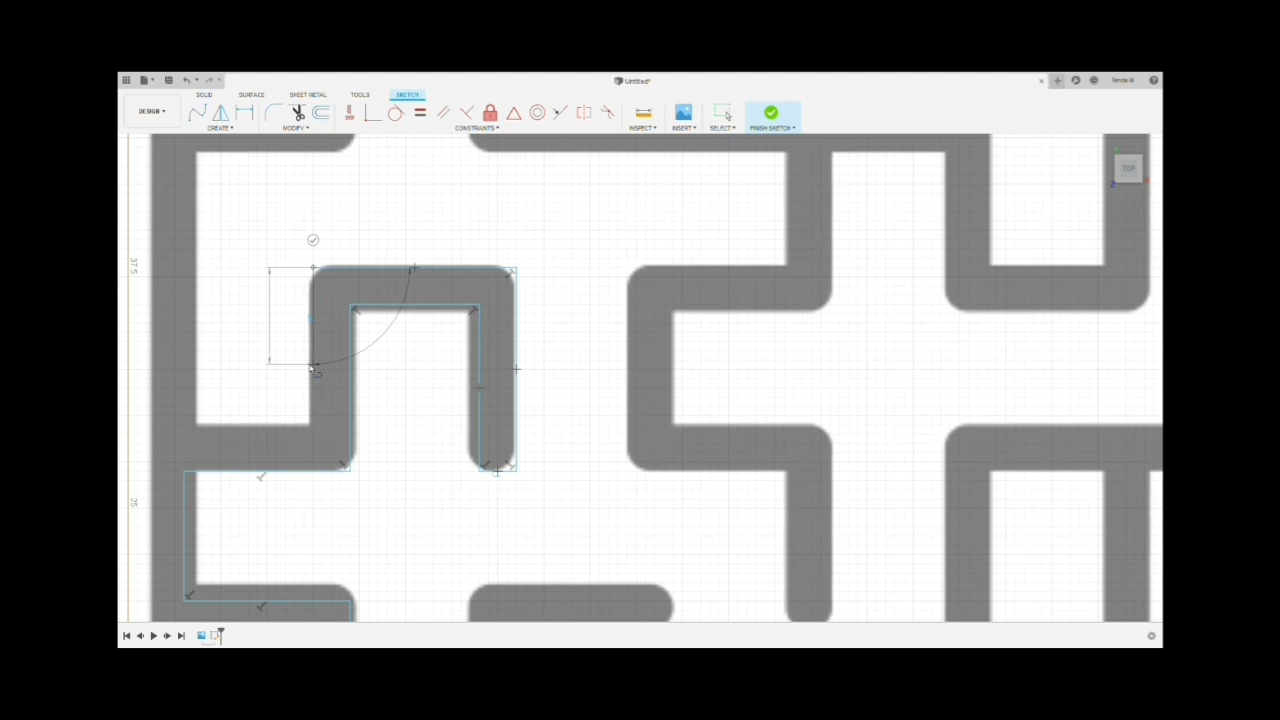 Untitled*
Tendai M
SOLID SURFACE SHEET METAL TOOLS SKETCH
DESIGN
CREATE MODIFY CONSTRAINTS INSPECT INSERT SELECT FINISH SKETCH
TOP
Z
37.5
25